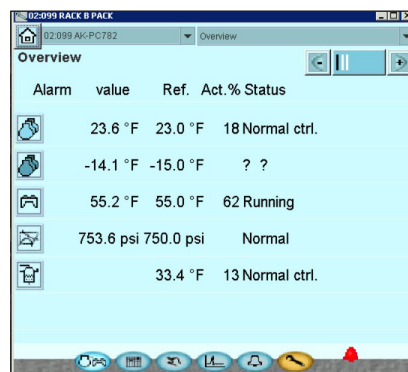 02:099 RACK B PACK
02:099 AK-PC782 Overview
Overview
Alarm value Ref. Act.% Status
23.6 °F 23.0 °F 18 Normal ctrl.
-14.1 °F -15.0 °F ? ?
55.2 °F 55.0 °F 62 Running
753.6 psi 750.0 psi Normal
33.4 °F 13 Normal ctrl.